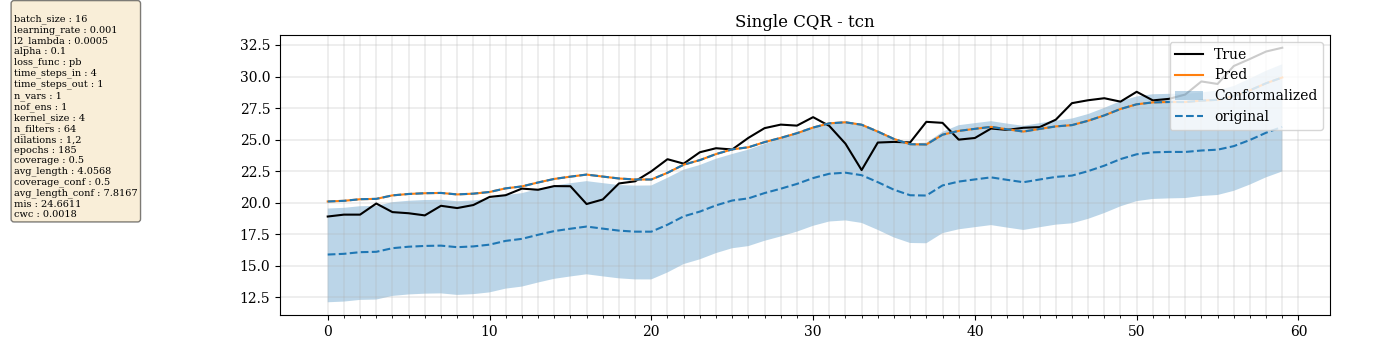 batch_size : 16
learning_rate : 0.001
l2_lambda : 0.0005
alpha : 0.1
loss_func : pb
time_steps_in : 4
time_steps_out : 1
n_vars : 1
nof_ens : 1
kernel_size : 4
n_filters : 64
dilations : 1,2
epochs : 185
coverage : 0.5
avg_length : 4.0568
coverage_conf : 0.5
avg_length_conf : 7.8167
mis : 24.6611
cwc : 0.0018
Single CQR - tcn
32.5
30.0
27.5
25.0
22.5
20.0
17.5
15.0
12.5
0 10 20 30 40 50 60
True
Pred
Conformalized
original